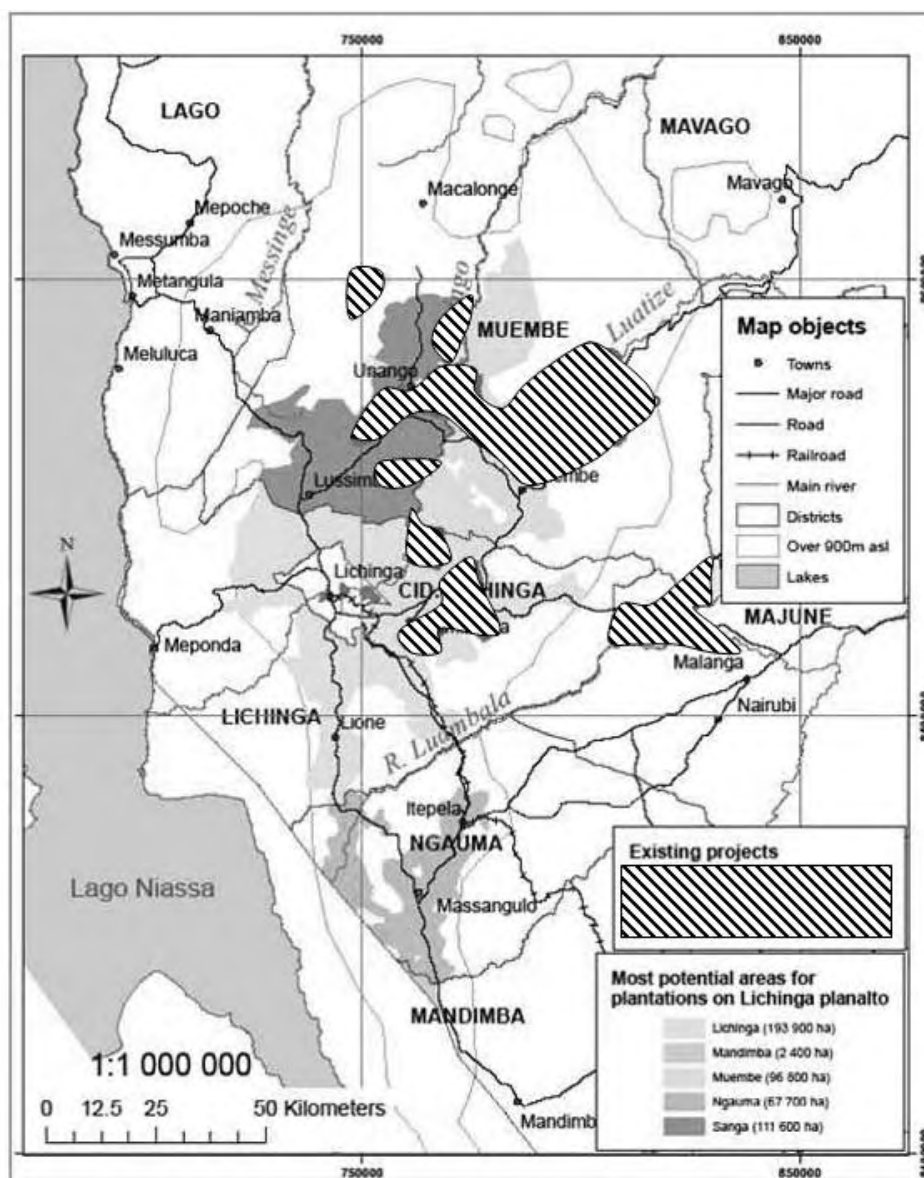 750000
850000
LAGO
MAVAGO
Mavago
Macalonge
Mepoche
Messinge
Messumba
Metangula
Maniamba
MUEMBE
Luatize
Meluluca
Unango
Map objects
Towns
Major road
Road
Railroad
Main river
Districts
Over 900m asl
Lakes
N
Lichinga
Meponda
MAJUNE
Malanga
Nairubi
LICHINGA
Lione
R. Luambala
Itepela
NGAUMA
Existing projects
Lago Niassa
Massangulo
Most potential areas for
plantations on Lichinga planalto
Lichinga (193 900 ha)
Mandimba (2 400 ha)
Muembe (96 800 ha)
Ngauma (67 700 ha)
Sanga (111 600 ha)
MANDIMBA
1:1 000 000
0 12.5 25 50 Kilometers
750000
850000